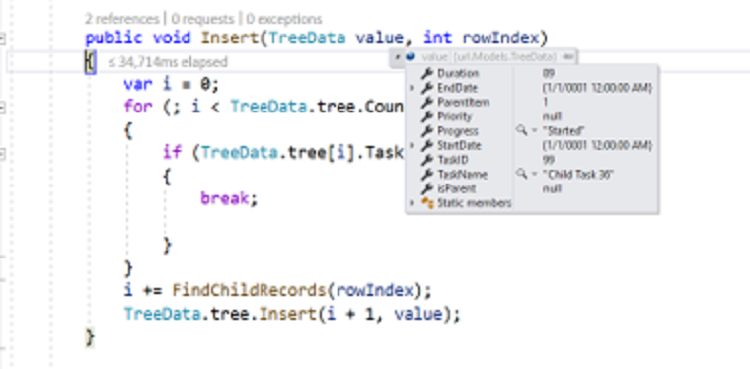 2 references | 0 requests | 0 exceptions
public void Insert(TreeData value, int rowIndex)
{ ≤ 34,714ms elapsed
value {url.Models.TreeData}
var i = 0;
Duration 89
EndDate {1/1/0001 12:00:00 AM}
for (; i < TreeData.tree.Coun
ParentItem 1
Priority null
{
Progress "Started"
StartDate {1/1/0001 12:00:00 AM}
if (TreeData.tree[i].Task
TaskID 99
{
TaskName "Child Task 36"
isParent null
break;
Static members
}
}
i += FindChildRecords(rowIndex);
TreeData.tree.Insert(i + 1, value);
}